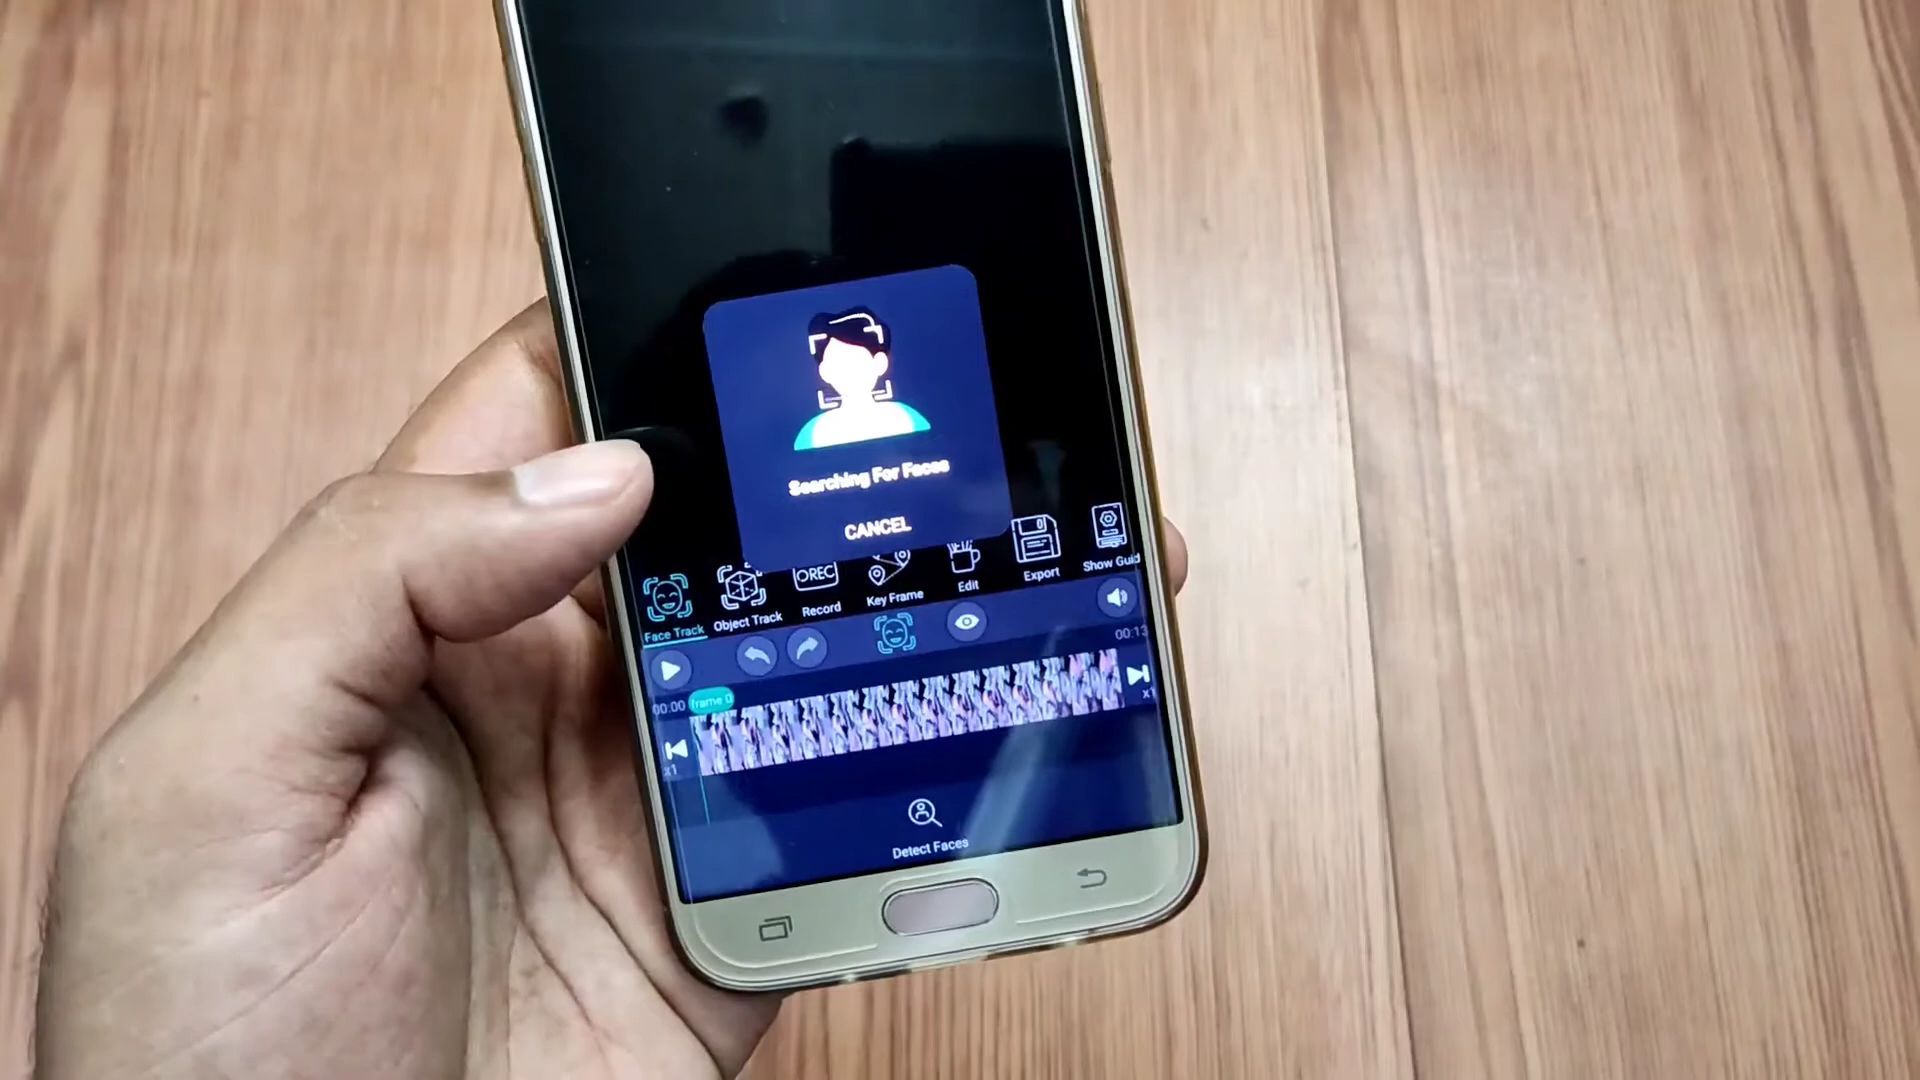 Searching For Faces
CANCEL
Face Track
Object Track
REC
Record
Key Frame
Edit
Export
Show Guid
00:13
00:00
frame 0
x1
x1
Detect Faces